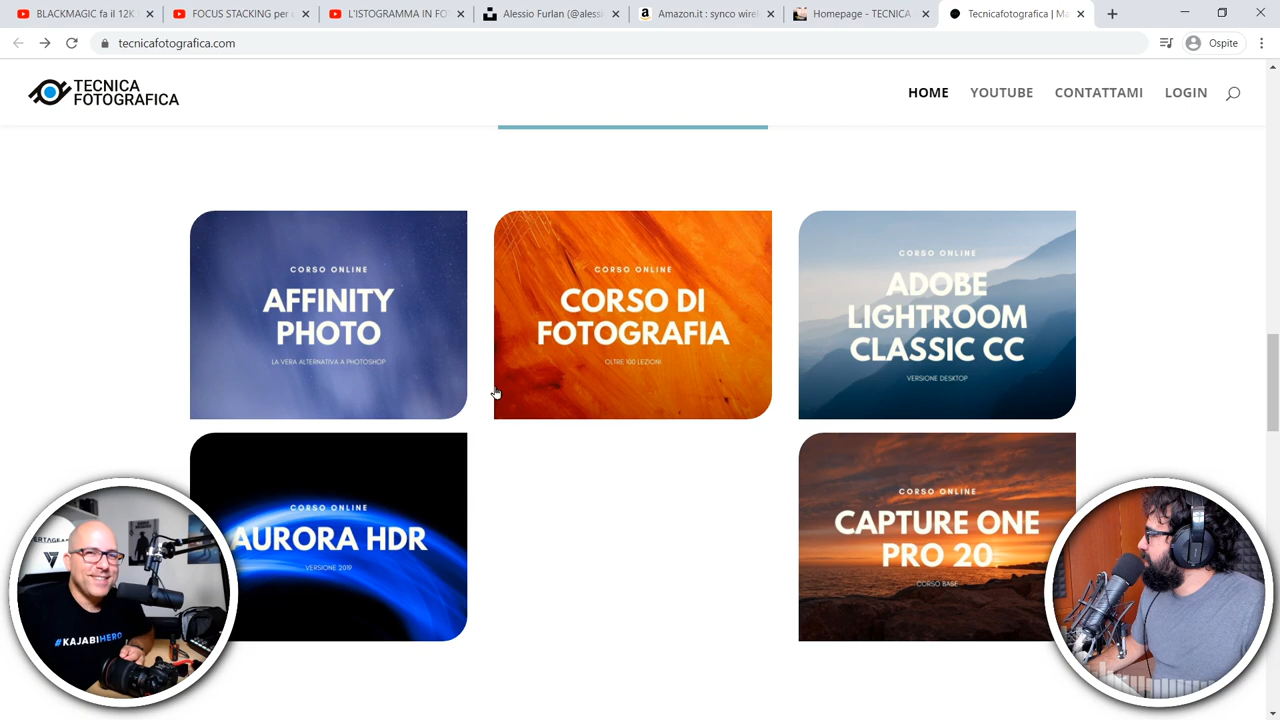 BLACKMAGIC fa il 12K
FOCUS STACKING per
L'ISTOGRAMMA IN FO
Alessio Furlan (@alessi
Amazon.it : synco wirel
Homepage - TECNICA
Tecnicafotografica | Ma
tecnicafotografica.com
Ospite
TECNICA
FOTOGRAFICA
HOME
YOUTUBE
CONTATTAMI
LOGIN
CORSO ONLINE
AFFINITY
PHOTO
LA VERA ALTERNATIVA A PHOTOSHOP
CORSO ONLINE
CORSO DI
FOTOGRAFIA
OLTRE 100 LEZIONI
CORSO ONLINE
ADOBE
LIGHTROOM
CLASSIC CC
VERSIONE DESKTOP
CORSO ONLINE
AURORA HDR
VERSIONE 2019
CORSO ONLINE
CAPTURE ONE
PRO 20
CORSO BASE
ERTAGEAR
#KAJABIHERO